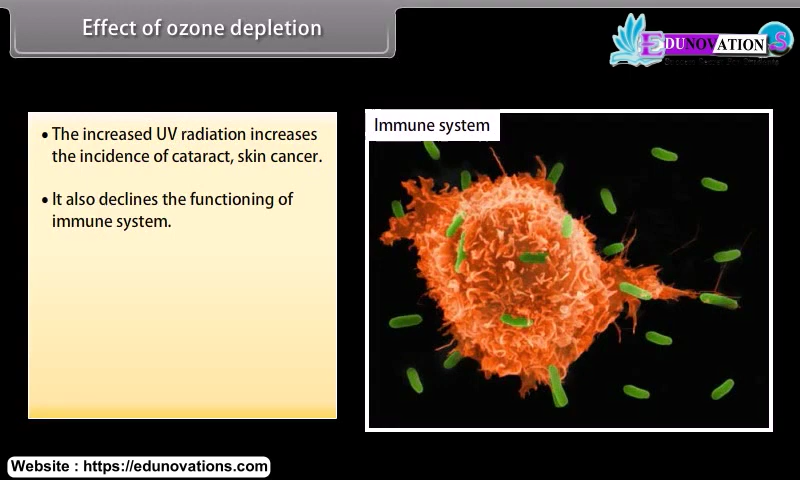 Effect of ozone depletion
EDUNOVATIONS
• The increased UV radiation increases
the incidence of cataract, skin cancer.
• It also declines the functioning of
immune system.
Immune system
Website : https://edunovations.com